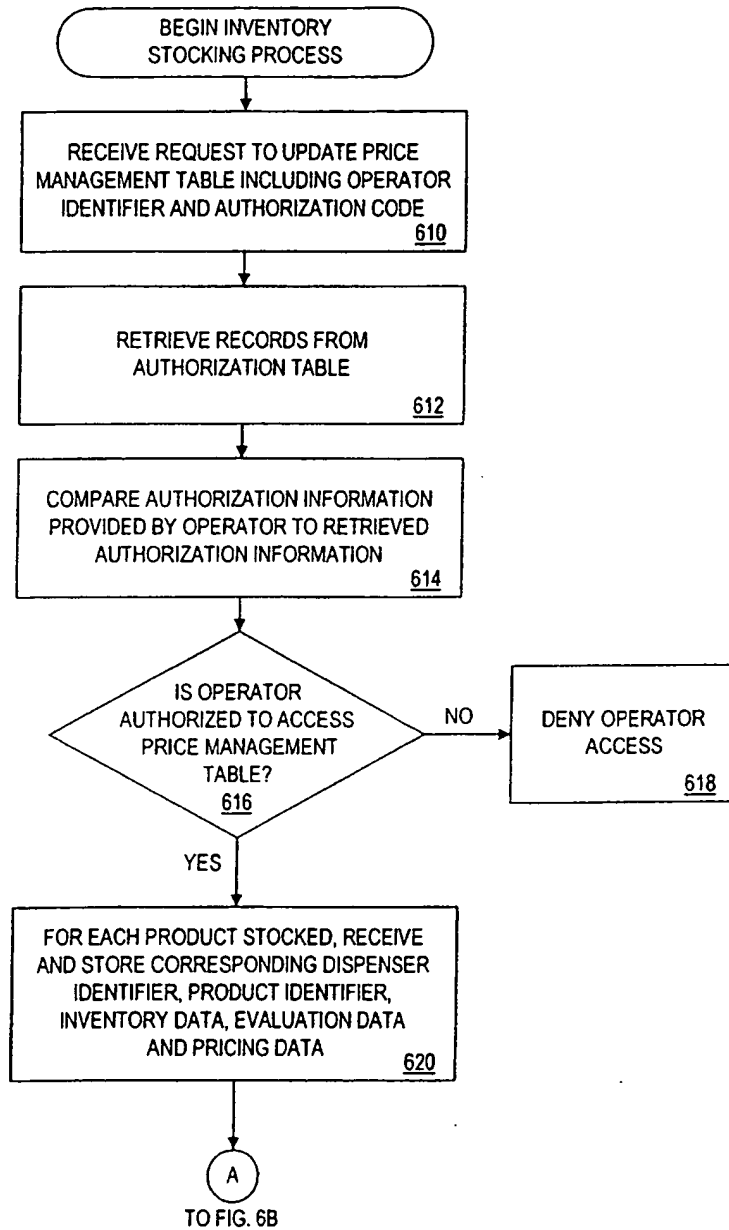 BEGIN INVENTORY
STOCKING PROCESS
RECEIVE REQUEST TO UPDATE PRICE
MANAGEMENT TABLE INCLUDING OPERATOR
IDENTIFIER AND AUTHORIZATION CODE
610
RETRIEVE RECORDS FROM
AUTHORIZATION TABLE
612
COMPARE AUTHORIZATION INFORMATION
PROVIDED BY OPERATOR TO RETRIEVED
AUTHORIZATION INFORMATION
614
IS OPERATOR
AUTHORIZED TO ACCESS
PRICE MANAGEMENT
TABLE?
616
NO
DENY OPERATOR
ACCESS
618
YES
FOR EACH PRODUCT STOCKED, RECEIVE
AND STORE CORRESPONDING DISPENSER
IDENTIFIER, PRODUCT IDENTIFIER,
INVENTORY DATA, EVALUATION DATA
AND PRICING DATA
620
A
TO FIG. 6B